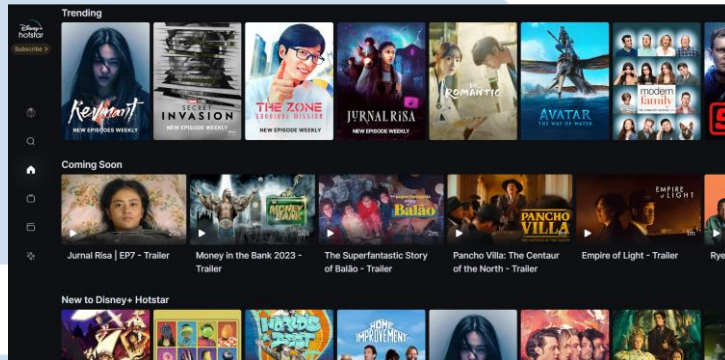 Disney+
hotstar
Subscribe >
Trending
Revenant
NEW EPISODES WEEKLY
SECRET
INVASION
NEW EPISODE WEEKLY
THE ZONE
SURVIVAL MISSION
NEW EPISODE WEEKLY
JURNAL RISA
NEW EPISODE WEEKLY
ROMANTIC
AVATAR
THE WAY OF WATER
modern
family
Coming Soon
MONEY
BANK
Balão
PANCHO
VILLA
EMPIRE
of LIGHT
Jurnal Risa | EP7 - Trailer
Money in the Bank 2023 -
Trailer
The Superfantastic Story
of Balão - Trailer
Pancho Villa: The Centaur
of the North - Trailer
Empire of Light - Trailer
Rye
New to Disney+ Hotstar
WORLDS
BEST
HOME
IMPROVEMENT